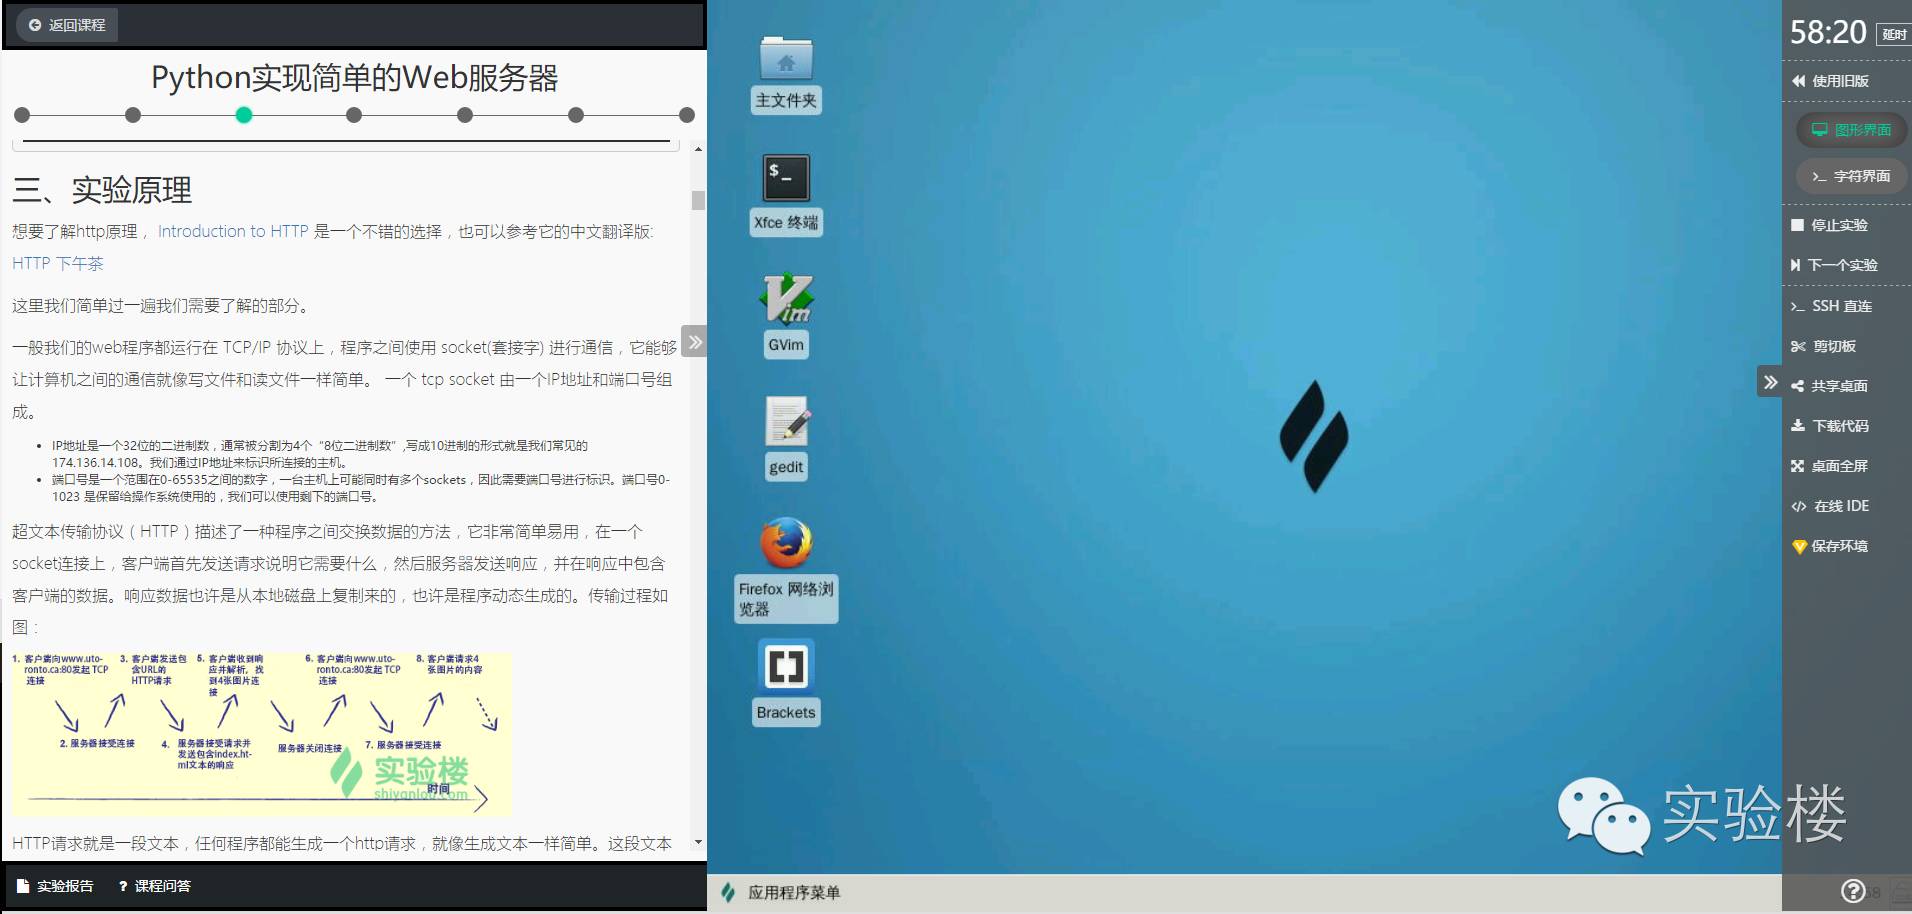 返回课程
Python实现简单的Web服务器
三、实验原理
想要了解http原理， Introduction to HTTP 是一个不错的选择，也可以参考它的中文翻译版:
HTTP 下午茶
这里我们简单过一遍我们需要了解的部分。
一般我们的web程序都运行在 TCP/IP 协议上，程序之间使用 socket(套接字) 进行通信，它能够
让计算机之间的通信就像写文件和读文件一样简单。 一个 tcp socket 由一个IP地址和端口号组
成。
IP地址是一个32位的二进制数，通常被分割为4个“8位二进制数”,写成10进制的形式就是我们常见的
174.136.14.108。我们通过IP地址来标识所连接的主机。
端口号是一个范围在0-65535之间的数字，一台主机上可能同时有多个sockets，因此需要端口号进行标识。端口号0-
1023 是保留给操作系统使用的，我们可以使用剩下的端口号。
超文本传输协议（HTTP）描述了一种程序之间交换数据的方法，它非常简单易用，在一个
socket连接上，客户端首先发送请求说明它需要什么，然后服务器发送响应，并在响应中包含
客户端的数据。响应数据也许是从本地磁盘上复制来的，也许是程序动态生成的。传输过程如
图：
1. 客户端向www.uto-
ronto.ca:80发起 TCP
连接
3. 客户端发送包
含URL的
HTTP请求
5. 客户端收到响
应并解析，找
到4张图片连
接
6. 客户端向www.uto-
ronto.ca:80发起 TCP
连接
8. 客户端请求4
张图片的内容
2. 服务器接受连接
4. 服务器接受请求并
发送包含index.ht-
ml文本的响应
服务器关闭连接
7. 服务器接受连接
实验楼
shiyanlou.com
时间
HTTP请求就是一段文本，任何程序都能生成一个http请求，就像生成文本一样简单。这段文本
实验报告
? 课程问答
主文件夹
$_
Xfce 终端
Vim
GVim
gedit
Firefox 网络浏
览器
Brackets
应用程序菜单
58:20
延时
使用旧版
图形界面
>_ 字符界面
停止实验
下一个实验
>_ SSH 直连
剪切板
共享桌面
下载代码
桌面全屏
</> 在线 IDE
保存环境
实验楼